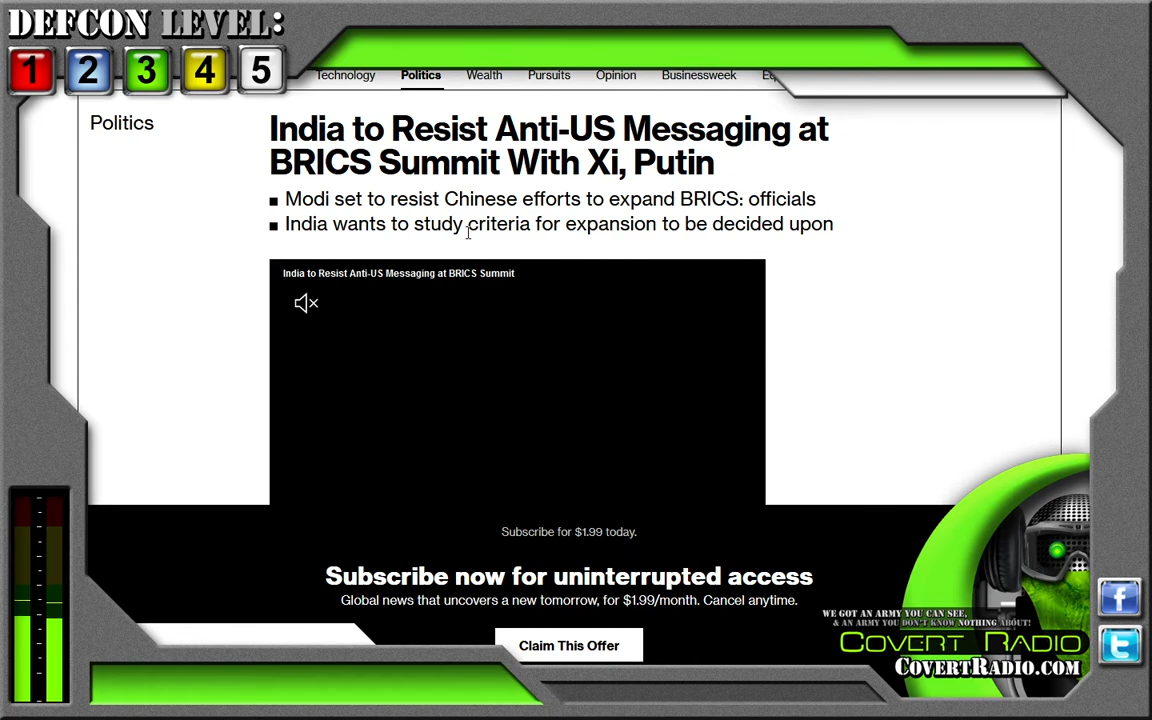 DEFCON LEVEL:
1 2 3 4 5
Technology Politics Wealth Pursuits Opinion Businessweek
Politics
India to Resist Anti-US Messaging at
BRICS Summit With Xi, Putin
Modi set to resist Chinese efforts to expand BRICS: officials
India wants to study criteria for expansion to be decided upon
India to Resist Anti-US Messaging at BRICS Summit
Subscribe for $1.99 today.
Subscribe now for uninterrupted access
Global news that uncovers a new tomorrow, for $1.99/month. Cancel anytime.
Claim This Offer
WE GOT AN ARMY YOU CAN SEE,
& AN ARMY YOU DON'T KNOW NOTHING ABOUT!
COVERT RADIO
COVERTRADIO.COM
f
t